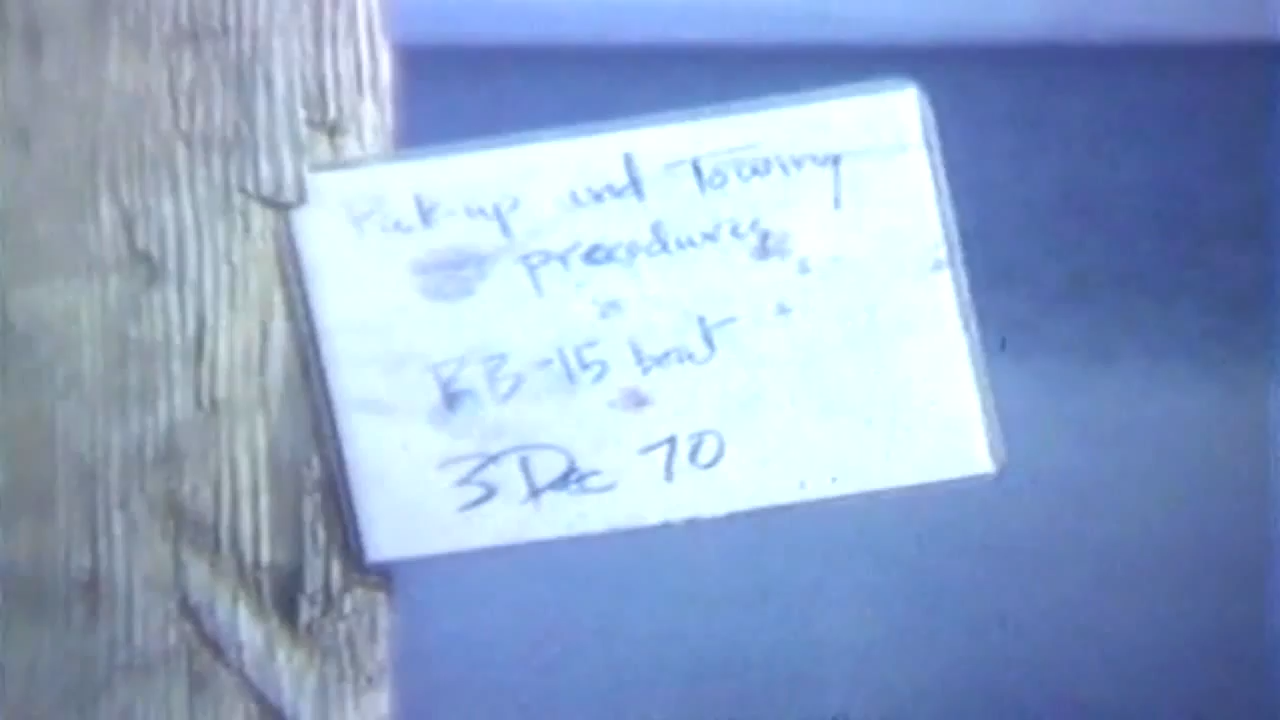 Pick-up and Towing
procedures
RB-15 boat
3 Dec 70